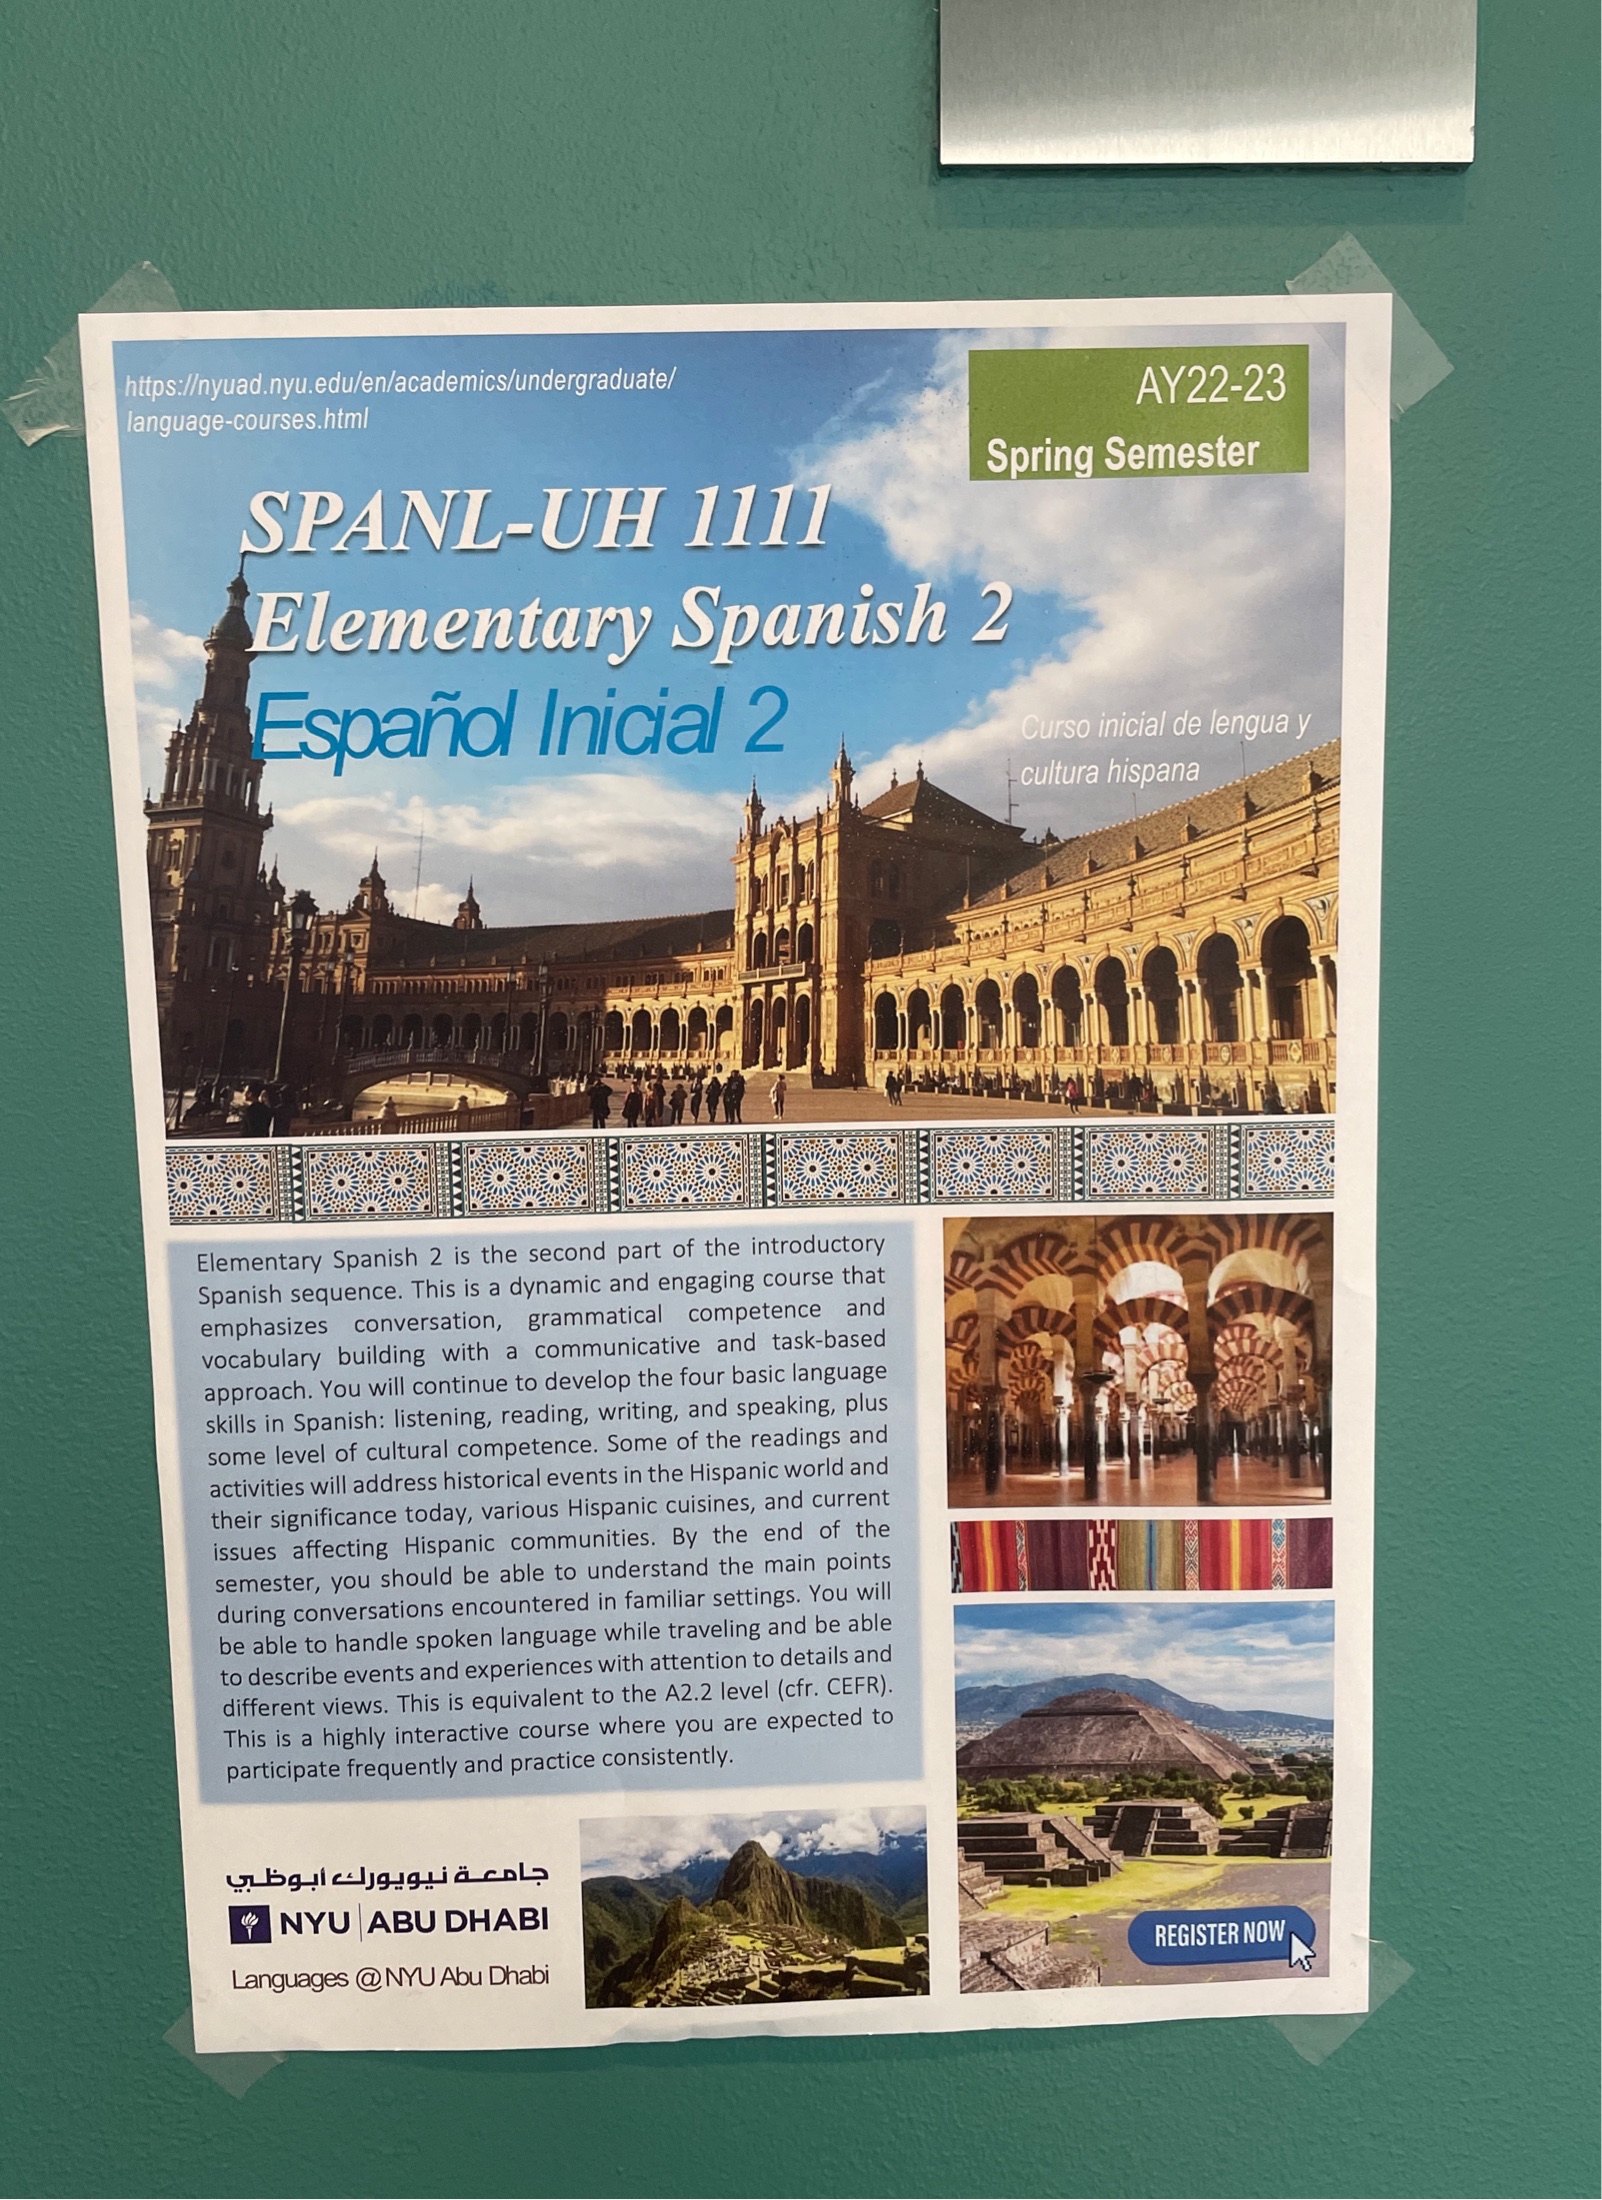 https://nyuad.nyu.edu/en/academics/undergraduate/
language-courses.html
AY22-23
Spring Semester
SPANL-UH 1111
Elementary Spanish 2
Español Inicial 2
Curso inicial de lengua y
cultura hispana
Elementary Spanish 2 is the second part of the introductory
Spanish sequence. This is a dynamic and engaging course that
emphasizes conversation, grammatical competence and
vocabulary building with a communicative and task-based
approach. You will continue to develop the four basic language
skills in Spanish: listening, reading, writing, and speaking, plus
some level of cultural competence. Some of the readings and
activities will address historical events in the Hispanic world and
their significance today, various Hispanic cuisines, and current
issues affecting Hispanic communities. By the end of the
semester, you should be able to understand the main points
during conversations encountered in familiar settings. You will
be able to handle spoken language while traveling and be able
to describe events and experiences with attention to details and
different views. This is equivalent to the A2.2 level (cfr. CEFR).
This is a highly interactive course where you are expected to
participate frequently and practice consistently.
جامعة نيويورك أبوظبي
NYU ABU DHABI
Languages @NYU Abu Dhabi
REGISTER NOW